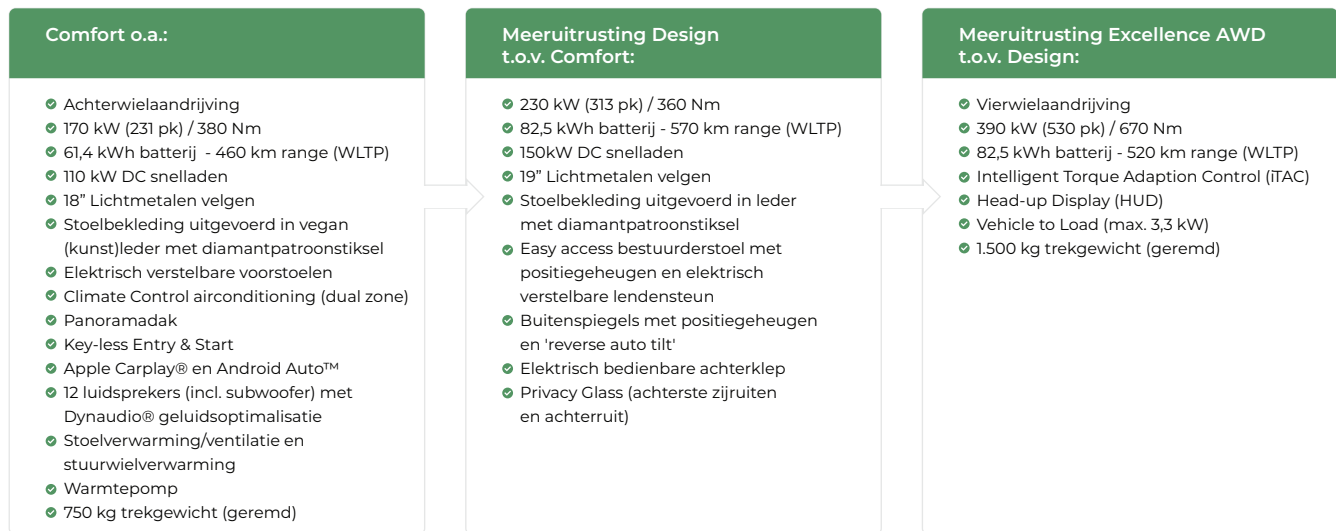 Comfort o.a.:
Achterwielaandrijving
170 kW (231 pk) / 380 Nm
61,4 kWh batterij - 460 km range (WLTP)
110 kW DC snelladen
18” Lichtmetalen velgen
Stoelbekleding uitgevoerd in vegan
(kunst)leder met diamantpatroonstiksel
Elektrisch verstelbare voorstoelen
Climate Control airconditioning (dual zone)
Panoramadak
Key-less Entry & Start
Apple Carplay® en Android Auto™
12 luidsprekers (incl. subwoofer) met
Dynaudio® geluidsoptimalisatie
Stoelverwarming/ventilatie en
stuurwielverwarming
Warmtepomp
750 kg trekgewicht (geremd)
Meeruitrusting Design
t.o.v. Comfort:
230 kW (313 pk) / 360 Nm
82,5 kWh batterij - 570 km range (WLTP)
150kW DC snelladen
19” Lichtmetalen velgen
Stoelbekleding uitgevoerd in leder
met diamantpatroonstiksel
Easy access bestuurderstoel met
positiegeheugen en elektrisch
verstelbare lendensteun
Buitenspiegels met positiegeheugen
en 'reverse auto tilt'
Elektrisch bedienbare achterklep
Privacy Glass (achterste zijruiten
en achterruit)
Meeruitrusting Excellence AWD
t.o.v. Design:
Vierwielaandrijving
390 kW (530 pk) / 670 Nm
82,5 kWh batterij - 520 km range (WLTP)
Intelligent Torque Adaption Control (iTAC)
Head-up Display (HUD)
Vehicle to Load (max. 3,3 kW)
1.500 kg trekgewicht (geremd)